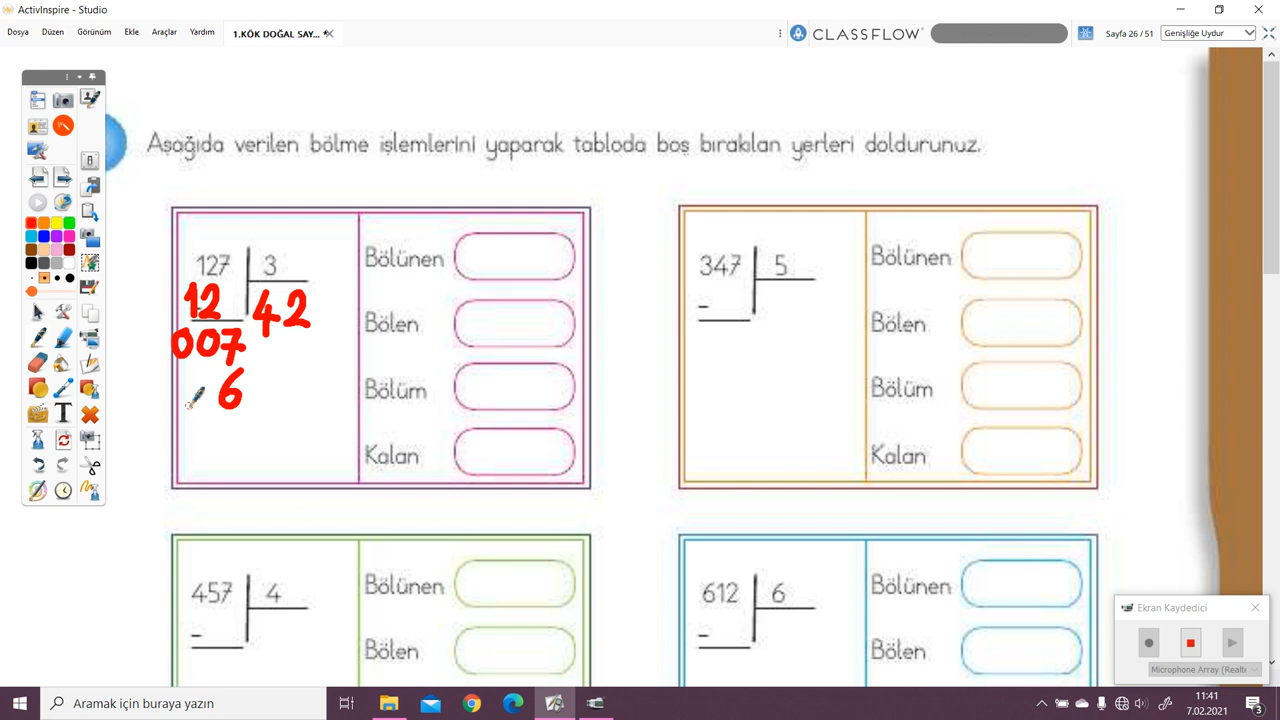 ActivInspire - Studio
Dosya Düzen Görünüm Ekle Araçlar Yardım
1.KÖK DOĞAL SAY...
CLASSFLOW
Sayfa 26 / 51
Genişliğe Uydur
Aşağıda verilen bölme işlemlerini yaparak tabloda boş bırakılan yerleri doldurunuz.
127 3
12 42
007
6
Bölünen
Bölen
Bölüm
Kalan
347 5
-
Bölünen
Bölen
Bölüm
Kalan
457 4
-
Bölünen
Bölen
612 6
-
Bölünen
Bölen
Ekran Kaydedici
Microphone Array (Realte
Aramak için buraya yazın
11:41
7.02.2021
3